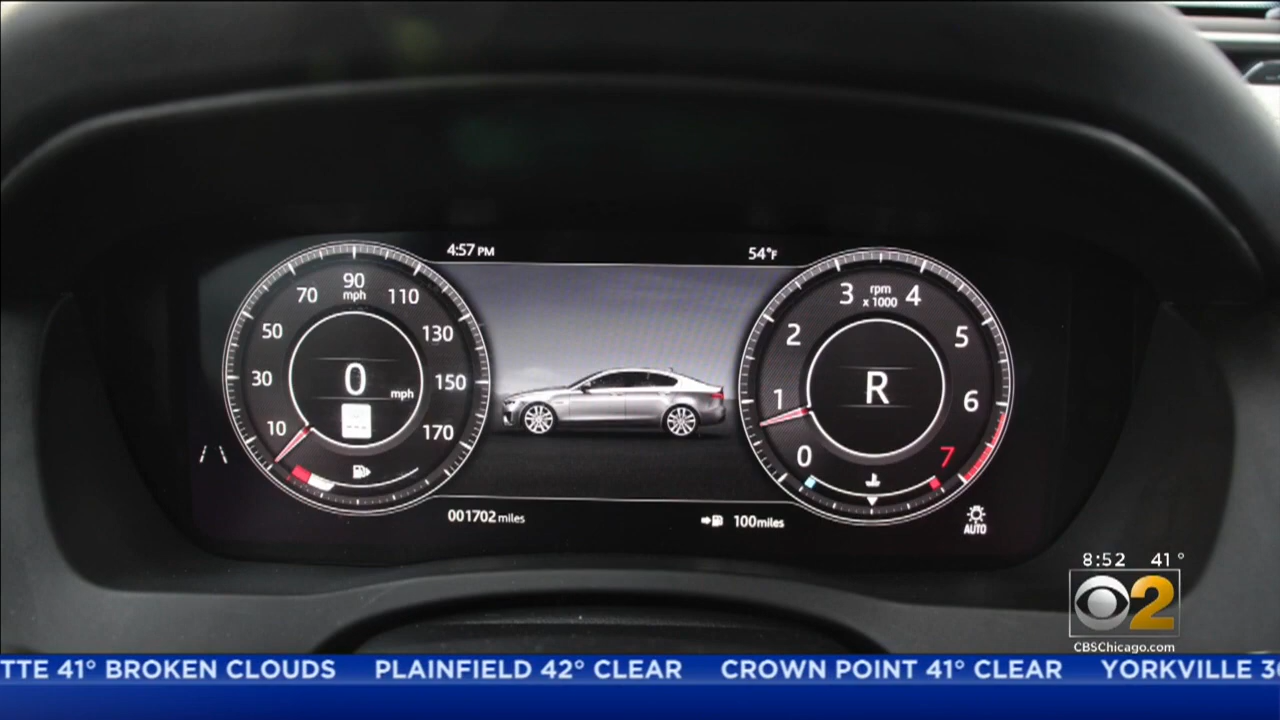 4:57 PM
54°F
90
mph
70
110
50
130
30
150
10
170
0
mph
3
rpm
x 1000
4
2
5
1
6
0
7
R
001702 miles
100miles
AUTO
8:52 41°
2
CBSChicago.com
TTE 41° BROKEN CLOUDS PLAINFIELD 42° CLEAR CROWN POINT 41° CLEAR YORKVILLE